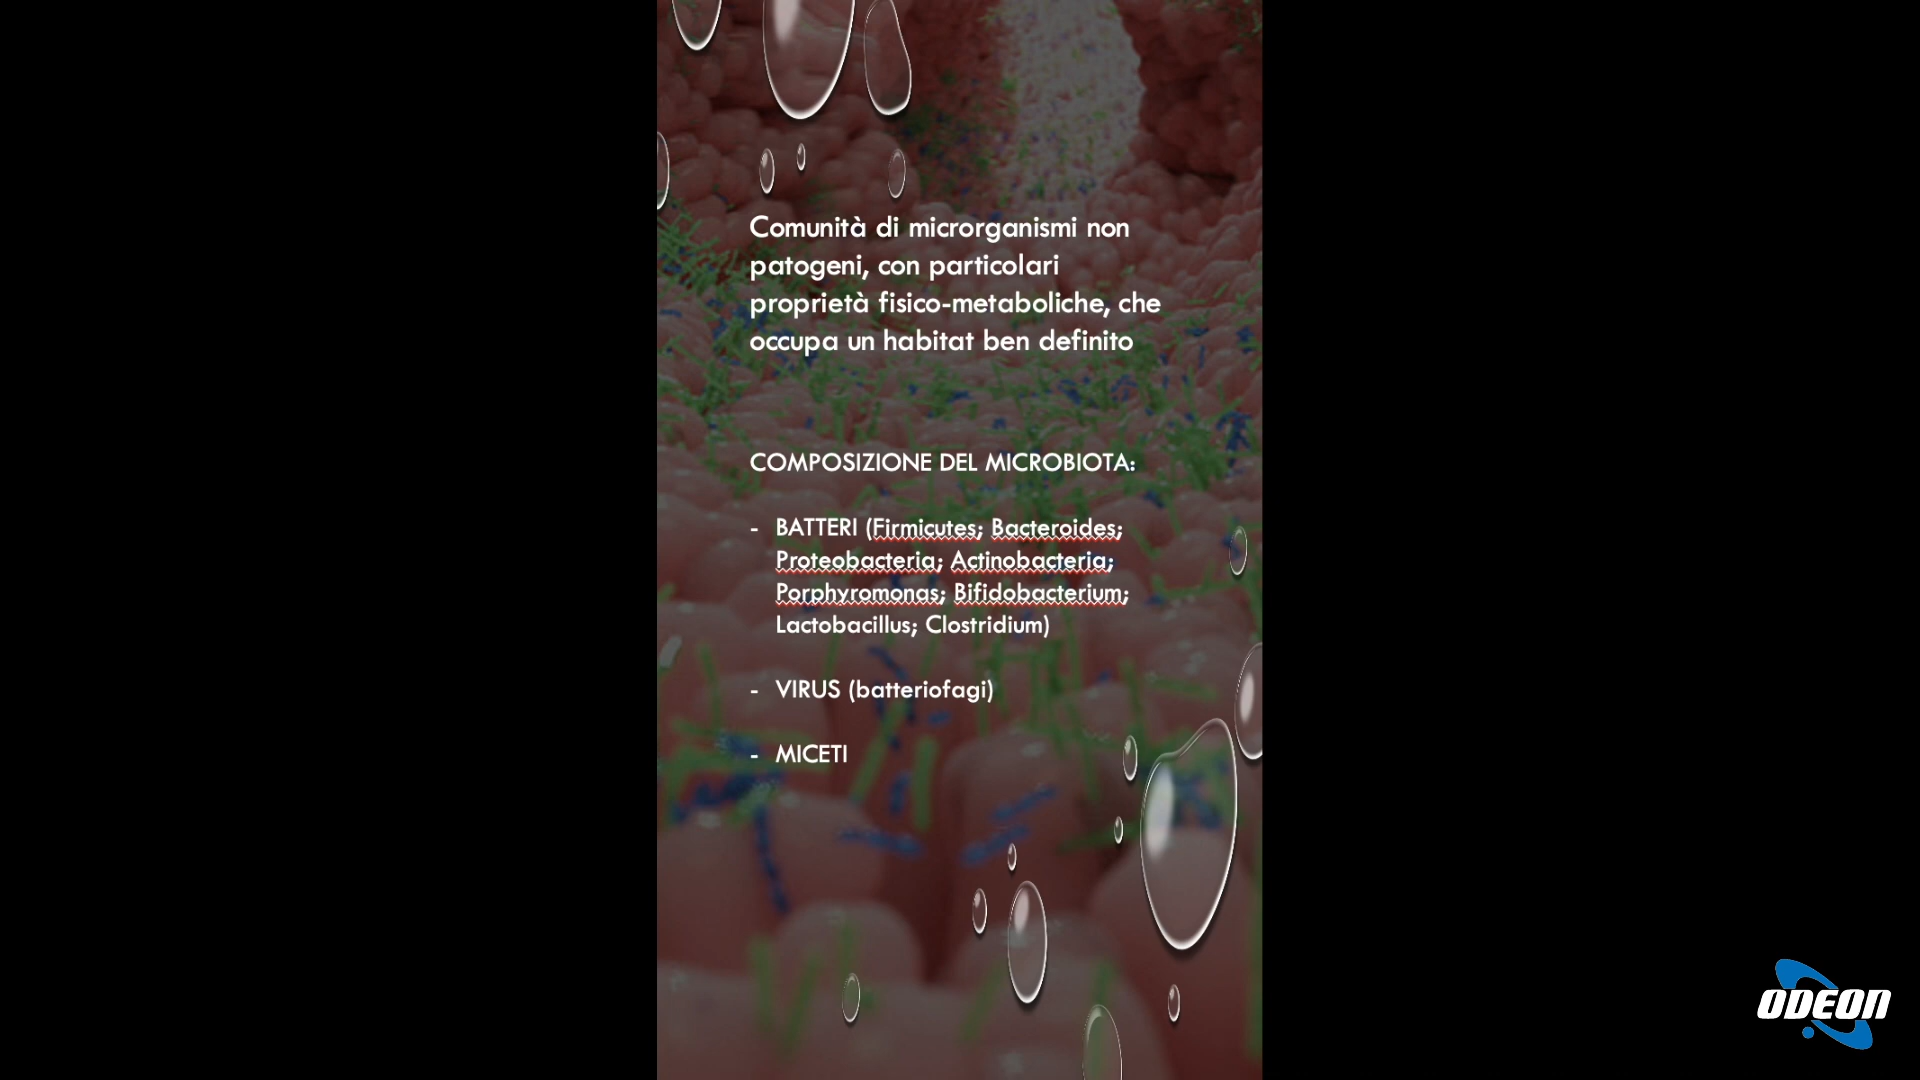 Comunità di microrganismi non
patogeni, con particolari
proprietà fisico-metaboliche, che
occupa un habitat ben definito
COMPOSIZIONE DEL MICROBIOTA:
- BATTERI (Firmicutes; Bacteroides;
Proteobacteria; Actinobacteria;
Porphyromonas; Bifidobacterium;
Lactobacillus; Clostridium)
- VIRUS (batteriofagi)
- MICETI
ODEON